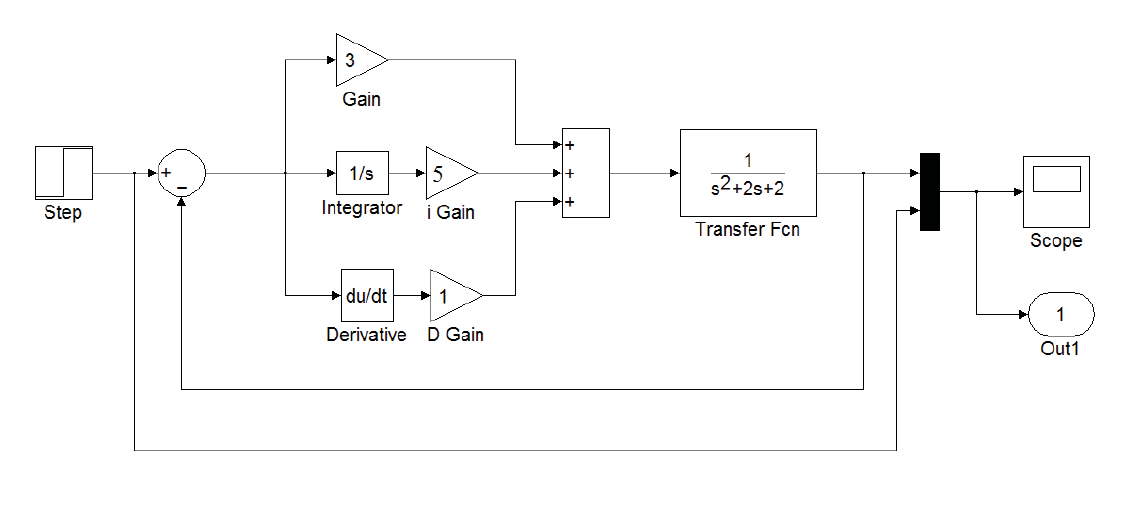 3
Gain
+
−
Step
1/s
Integrator
5
i Gain
+
+
+
1
s2+2s+2
Transfer Fcn
Scope
du/dt
Derivative
1
D Gain
1
Out1